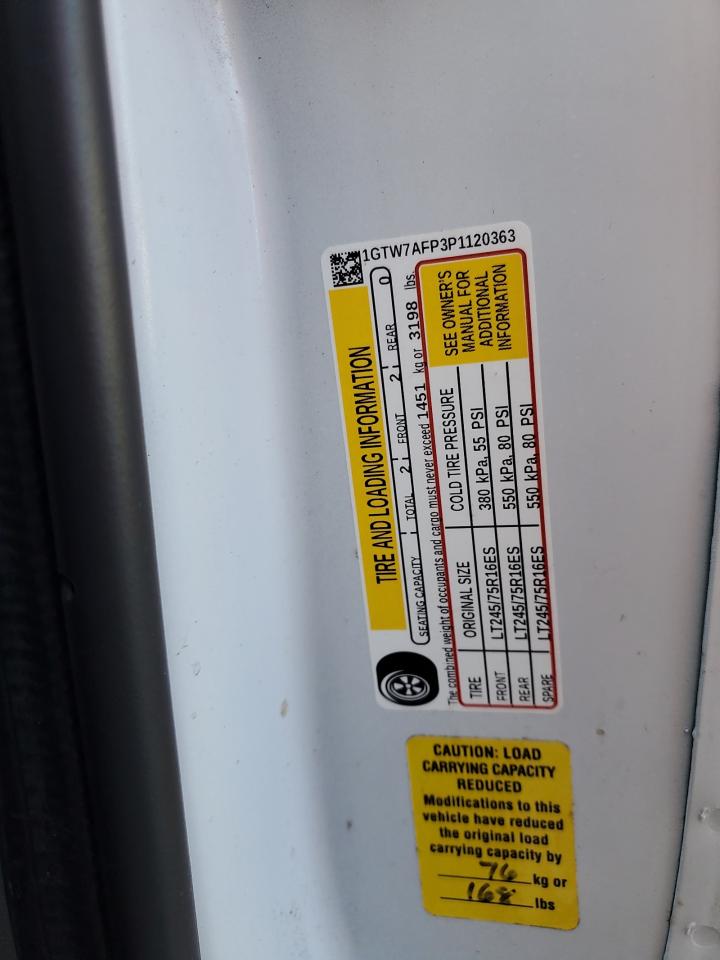 1GTW7AFP3P1120363
TIRE AND LOADING INFORMATION
SEATING CAPACITY TOTAL 2 FRONT 2 REAR 0
The combined weight of occupants and cargo must never exceed 1451 kg or 3198 lbs.
TIRE ORIGINAL SIZE COLD TIRE PRESSURE
FRONT LT245/75R16ES 380 kPa, 55 PSI
REAR LT245/75R16ES 550 kPa, 80 PSI
SPARE LT245/75R16ES 550 kPa, 80 PSI
SEE OWNER'S
MANUAL FOR
ADDITIONAL
INFORMATION
CAUTION: LOAD
CARRYING CAPACITY
REDUCED
Modifications to this
vehicle have reduced
the original load
carrying capacity by
76 kg or
168 lbs